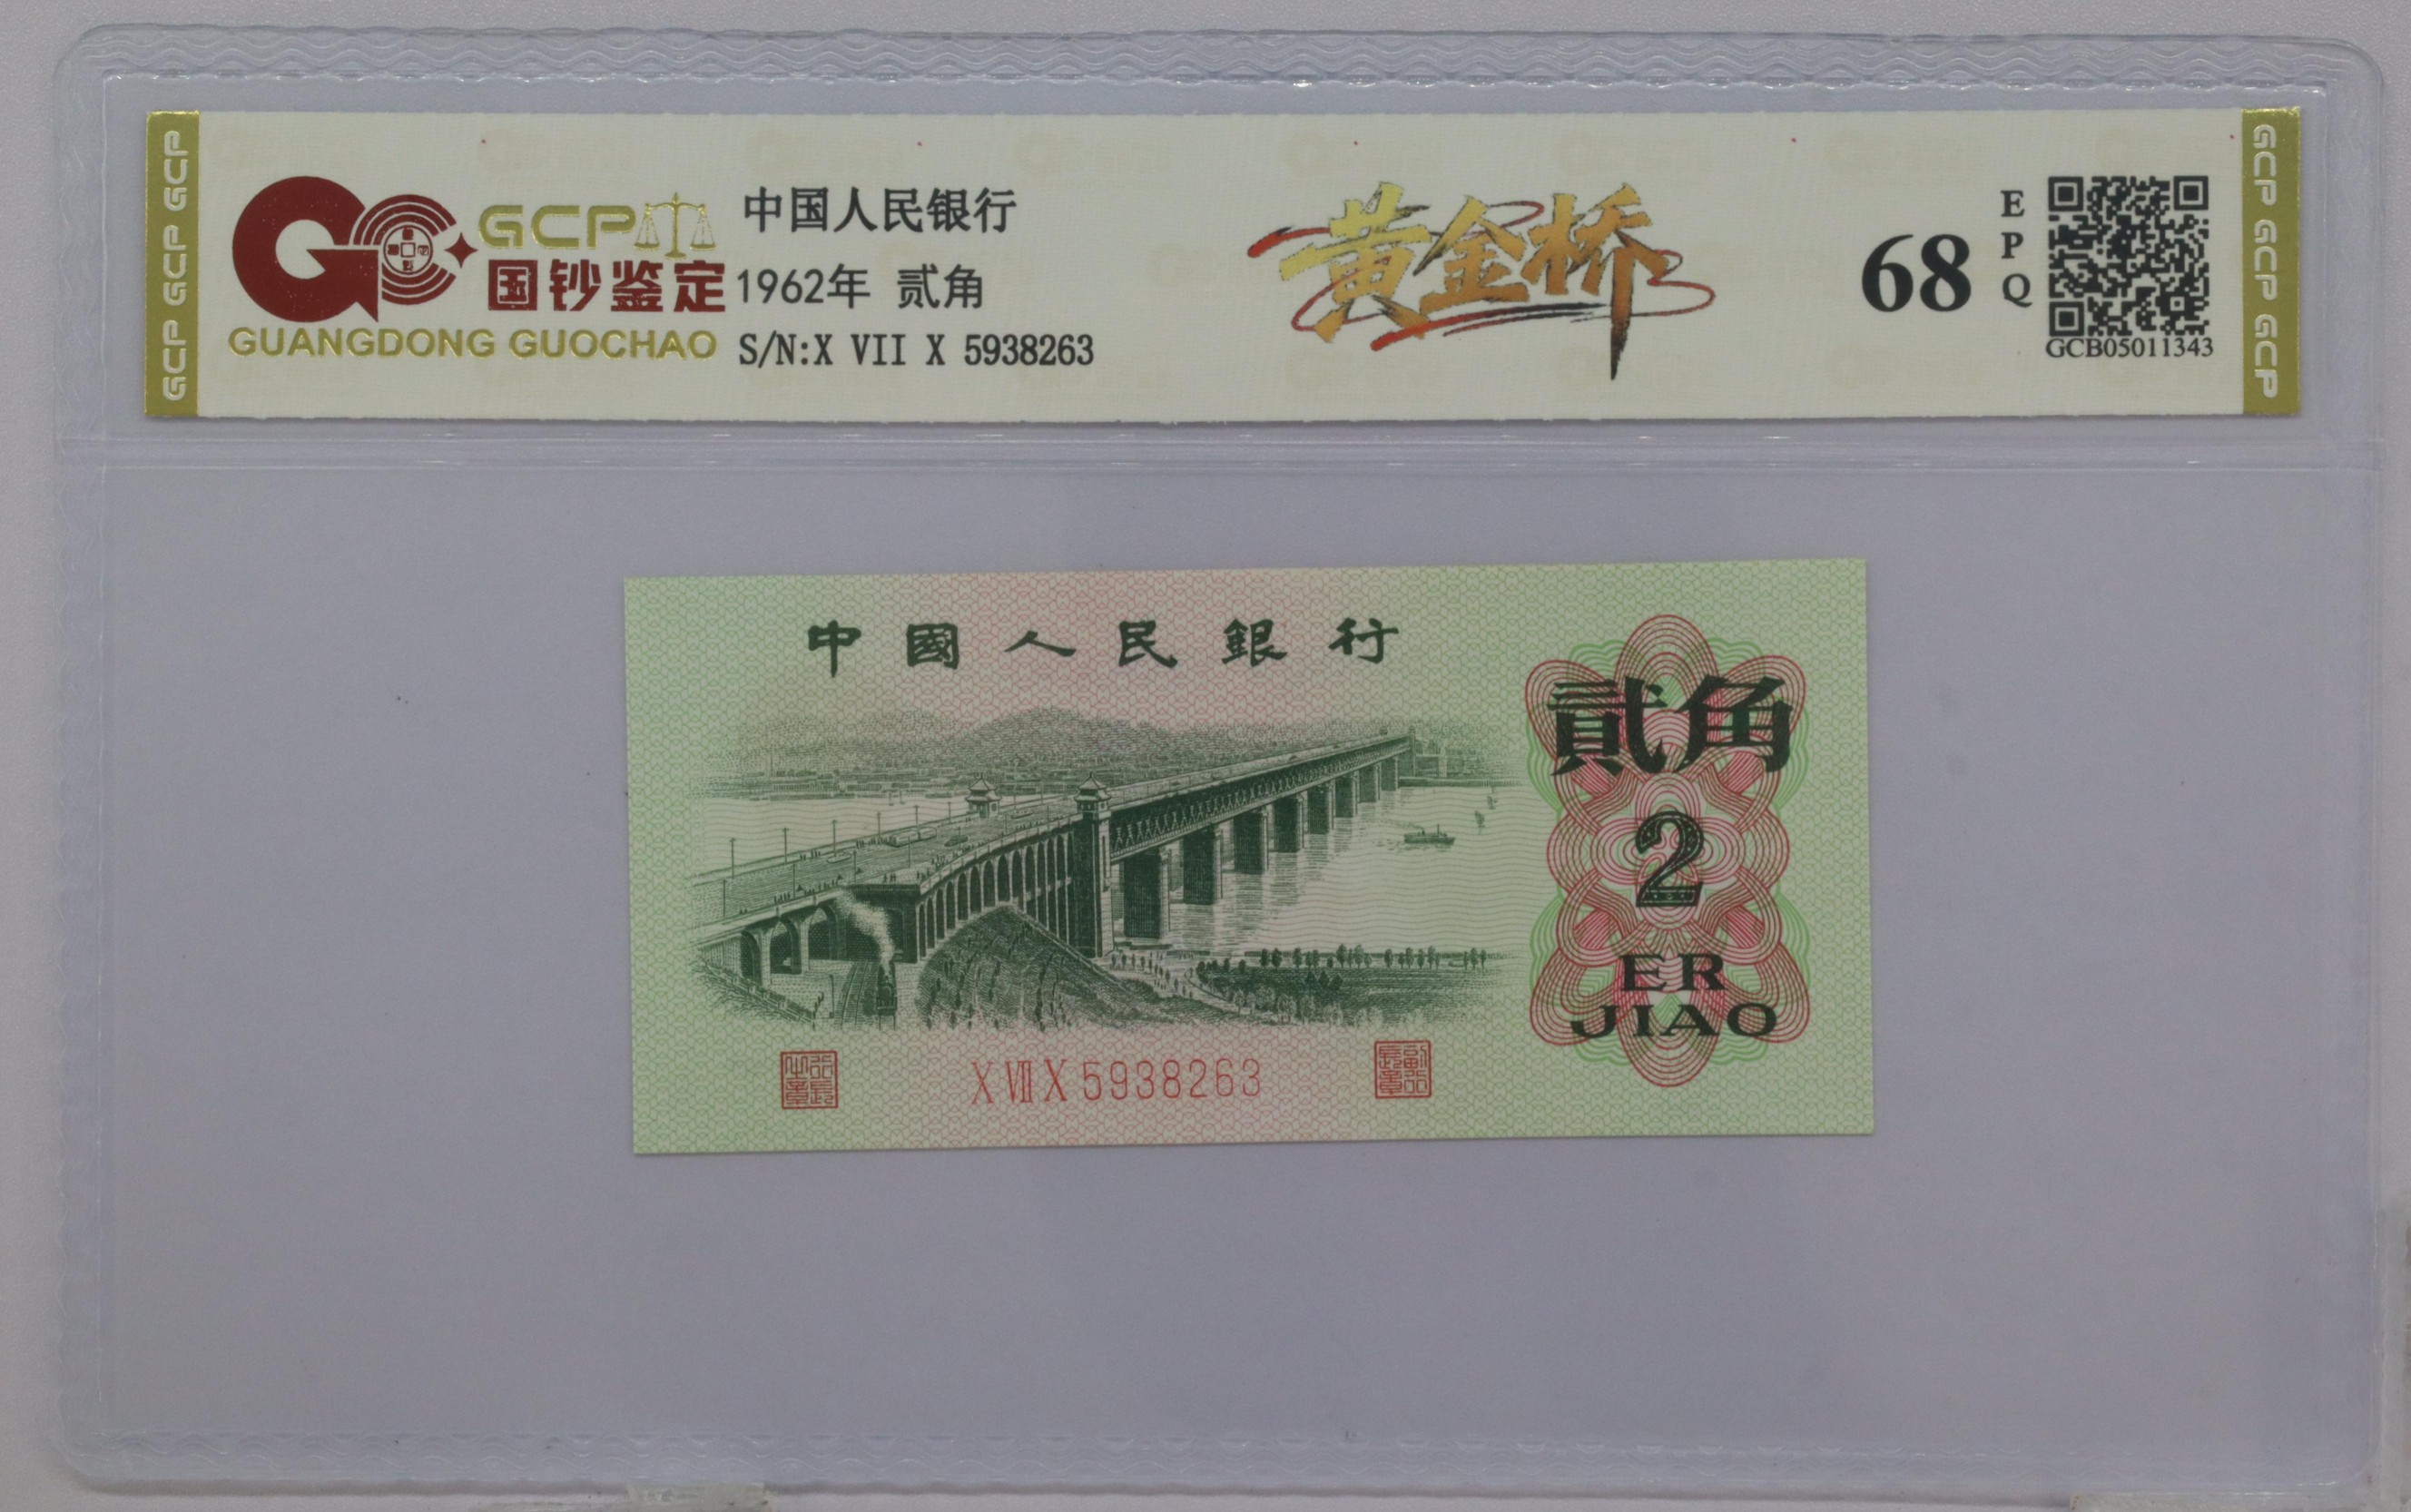 GCP GCP GCP
GCP
国钞鉴定
GUANGDONG GUOCHAO
中国人民银行
1962年 贰角
S/N:X VII X 5938263
黄金桥
68
EPQ
GCB05011343
GCP GCP GCP
中國人民銀行
貳角
2
ER
JIAO
X VII X 5938263